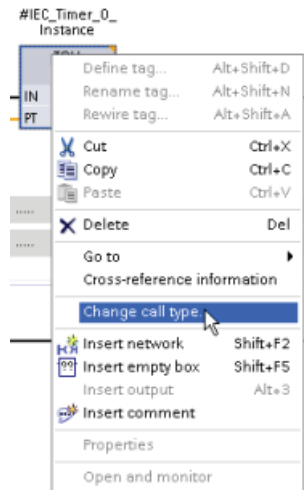 #IEC_Timer_0_
Instance
IN
PT
Define tag... Alt+Shift+D
Rename tag... Alt+Shift+N
Rewire tag... Alt+Shift+A
Cut Ctrl+X
Copy Ctrl+C
Paste Ctrl+V
Delete Del
Go to
Cross-reference information
Change call type...
Insert network Shift+F2
Insert empty box Shift+F5
Insert output Alt+3
Insert comment
Properties
Open and monitor